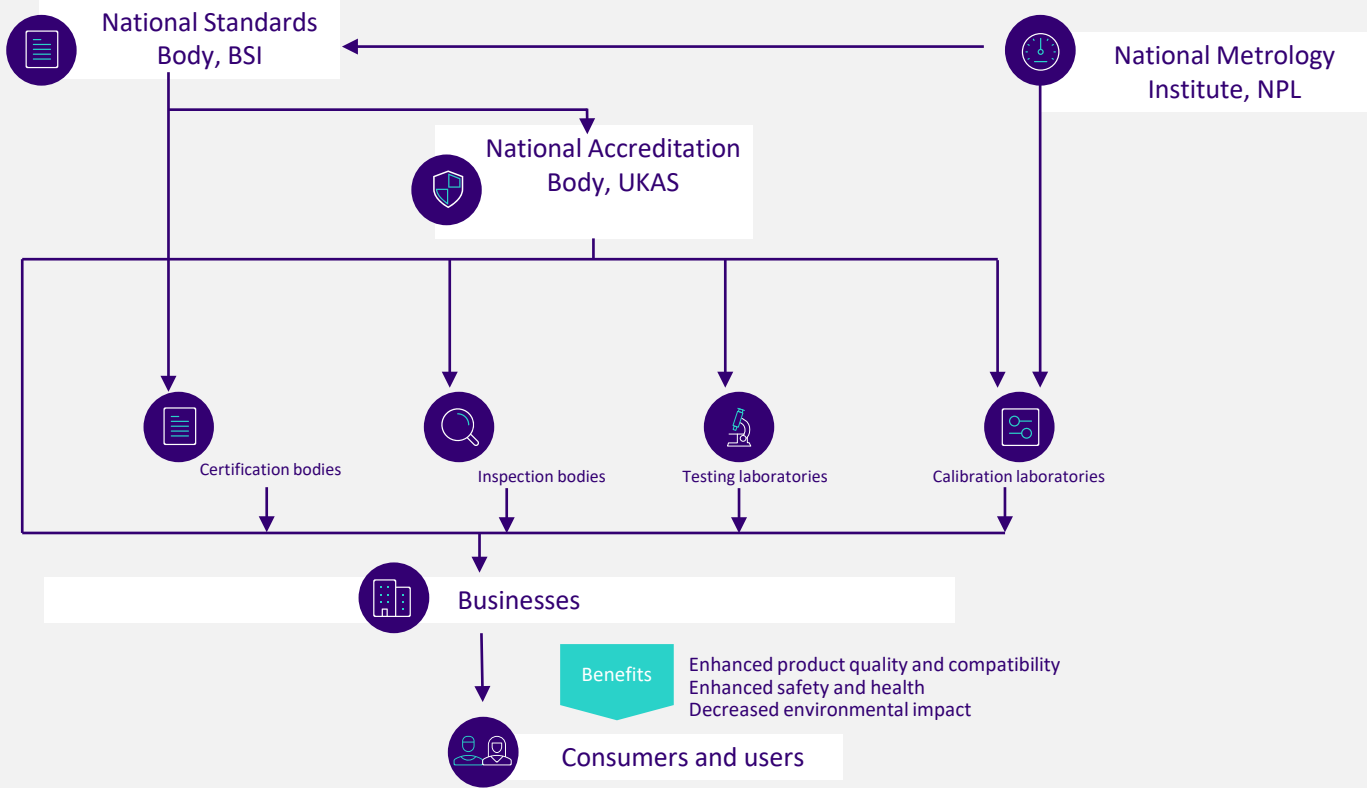 National Standards
Body, BSI
National Metrology
Institute, NPL
National Accreditation
Body, UKAS
Certification bodies
Inspection bodies
Testing laboratories
Calibration laboratories
Businesses
Benefits
Enhanced product quality and compatibility
Enhanced safety and health
Decreased environmental impact
Consumers and users